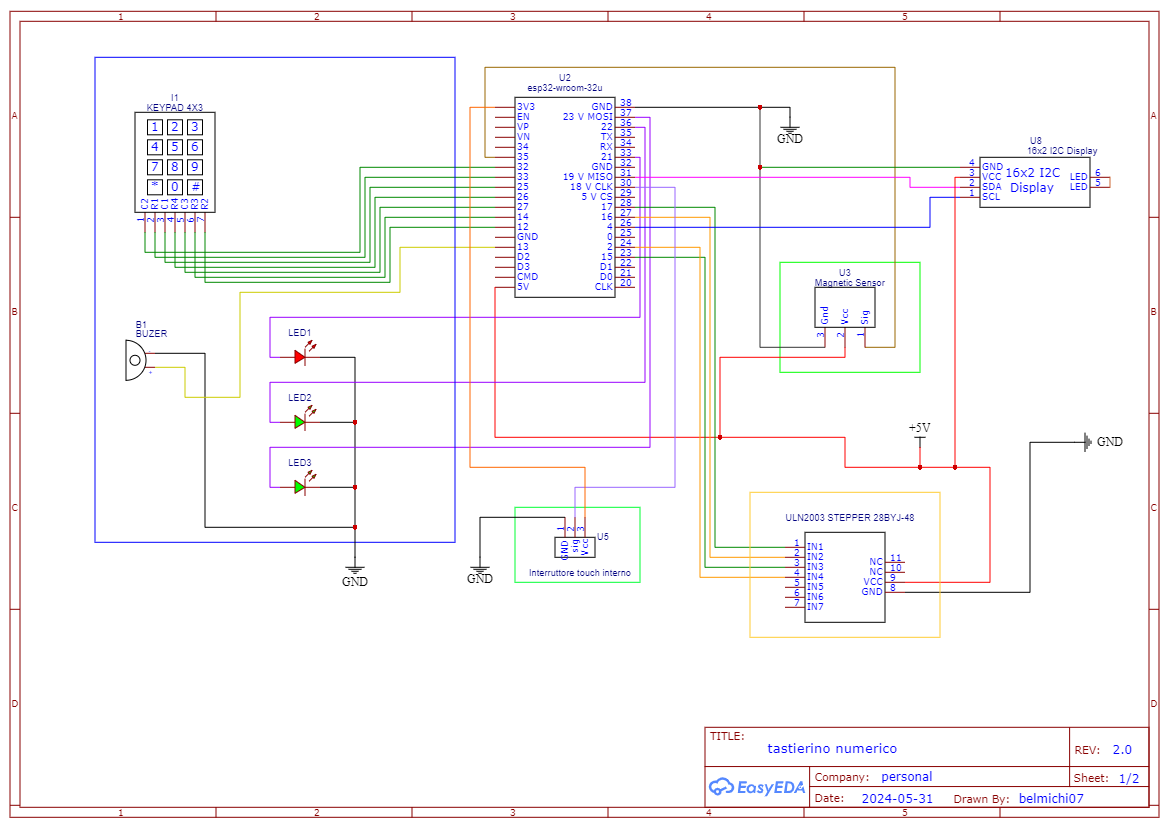 1 2 3 4 5
A A
B B
C C
D D
I1
KEYPAD 4X3
1 2 3
4 5 6
7 8 9
* 0 #
C2 R1 C1 R4 C3 R3 R2
1 2 3 4 5 6 7
B1
BUZER
- +
LED1
LED2
LED3
GND
U2
esp32-wroom-32u
3V3 GND 38
EN 23 V MOSI 37
VP 22 36
VN TX 35
34 RX 34
35 21 33
32 GND 32
33 19 V MISO 31
25 18 V CLK 30
26 5 V CS 29
27 17 28
14 16 27
12 4 26
GND 0 25
13 2 24
D2 15 23
D3 D1 22
CMD D0 21
5V CLK 20
GND
U8
16x2 I2C Display
4 GND
3 VCC
2 SDA
1 SCL
16x2 I2C
Display
LED 6
LED 5
U3
Magnetic Sensor
Gnd Vcc Sig
3 2 1
+5V
GND
1 2 3
GND sig Vcc
U5
Interruttore touch interno
GND
ULN2003 STEPPER 28BYJ-48
1 IN1
2 IN2
3 IN3
4 IN4
5 IN5
6 IN6
7 IN7
NC 11
NC 10
VCC 9
GND 8
TITLE:
tastierino numerico
REV: 2.0
EasyEDA
Company: personal
Sheet: 1/2
Date: 2024-05-31 Drawn By: belmichi07
1 2 3 4 5